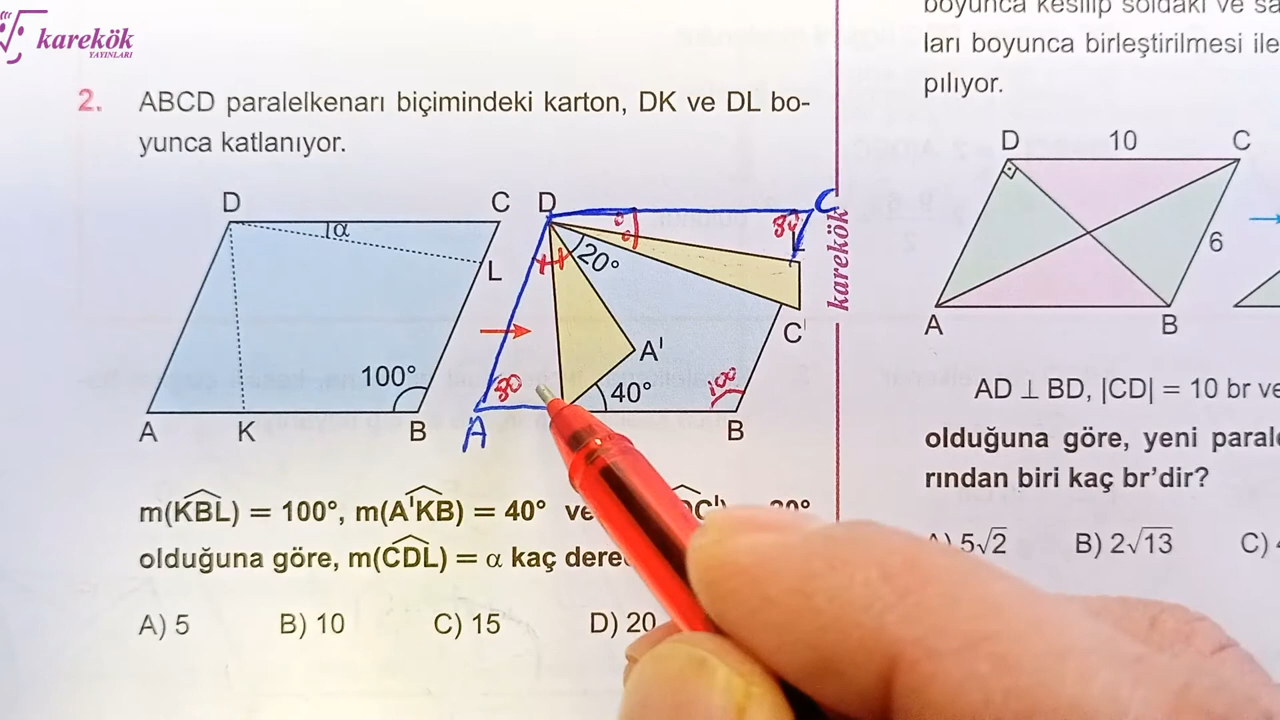 karekök
YAYINLARI
2. ABCD paralelkenarı biçimindeki karton, DK ve DL bo-
yunca katlanıyor.
D
C
α
L
100°
A
K
B
D
C
80
20°
L
A'
C'
80
40°
100
A
B
m(KBL) = 100°, m(A'KB) = 40° ve
olduğuna göre, m(CDL) = α kaç
A) 5 B) 10 C) 15 D) 20
karekök
boyunca kesilip soldaki ve
ları boyunca birleştirilmesi ile
pılıyor.
D
10
C
6
A
B
AD ⊥ BD, |CD| = 10 br ve
olduğuna göre, yeni
rından biri kaç br'dir?
A) 5√2 B) 2√13 C)